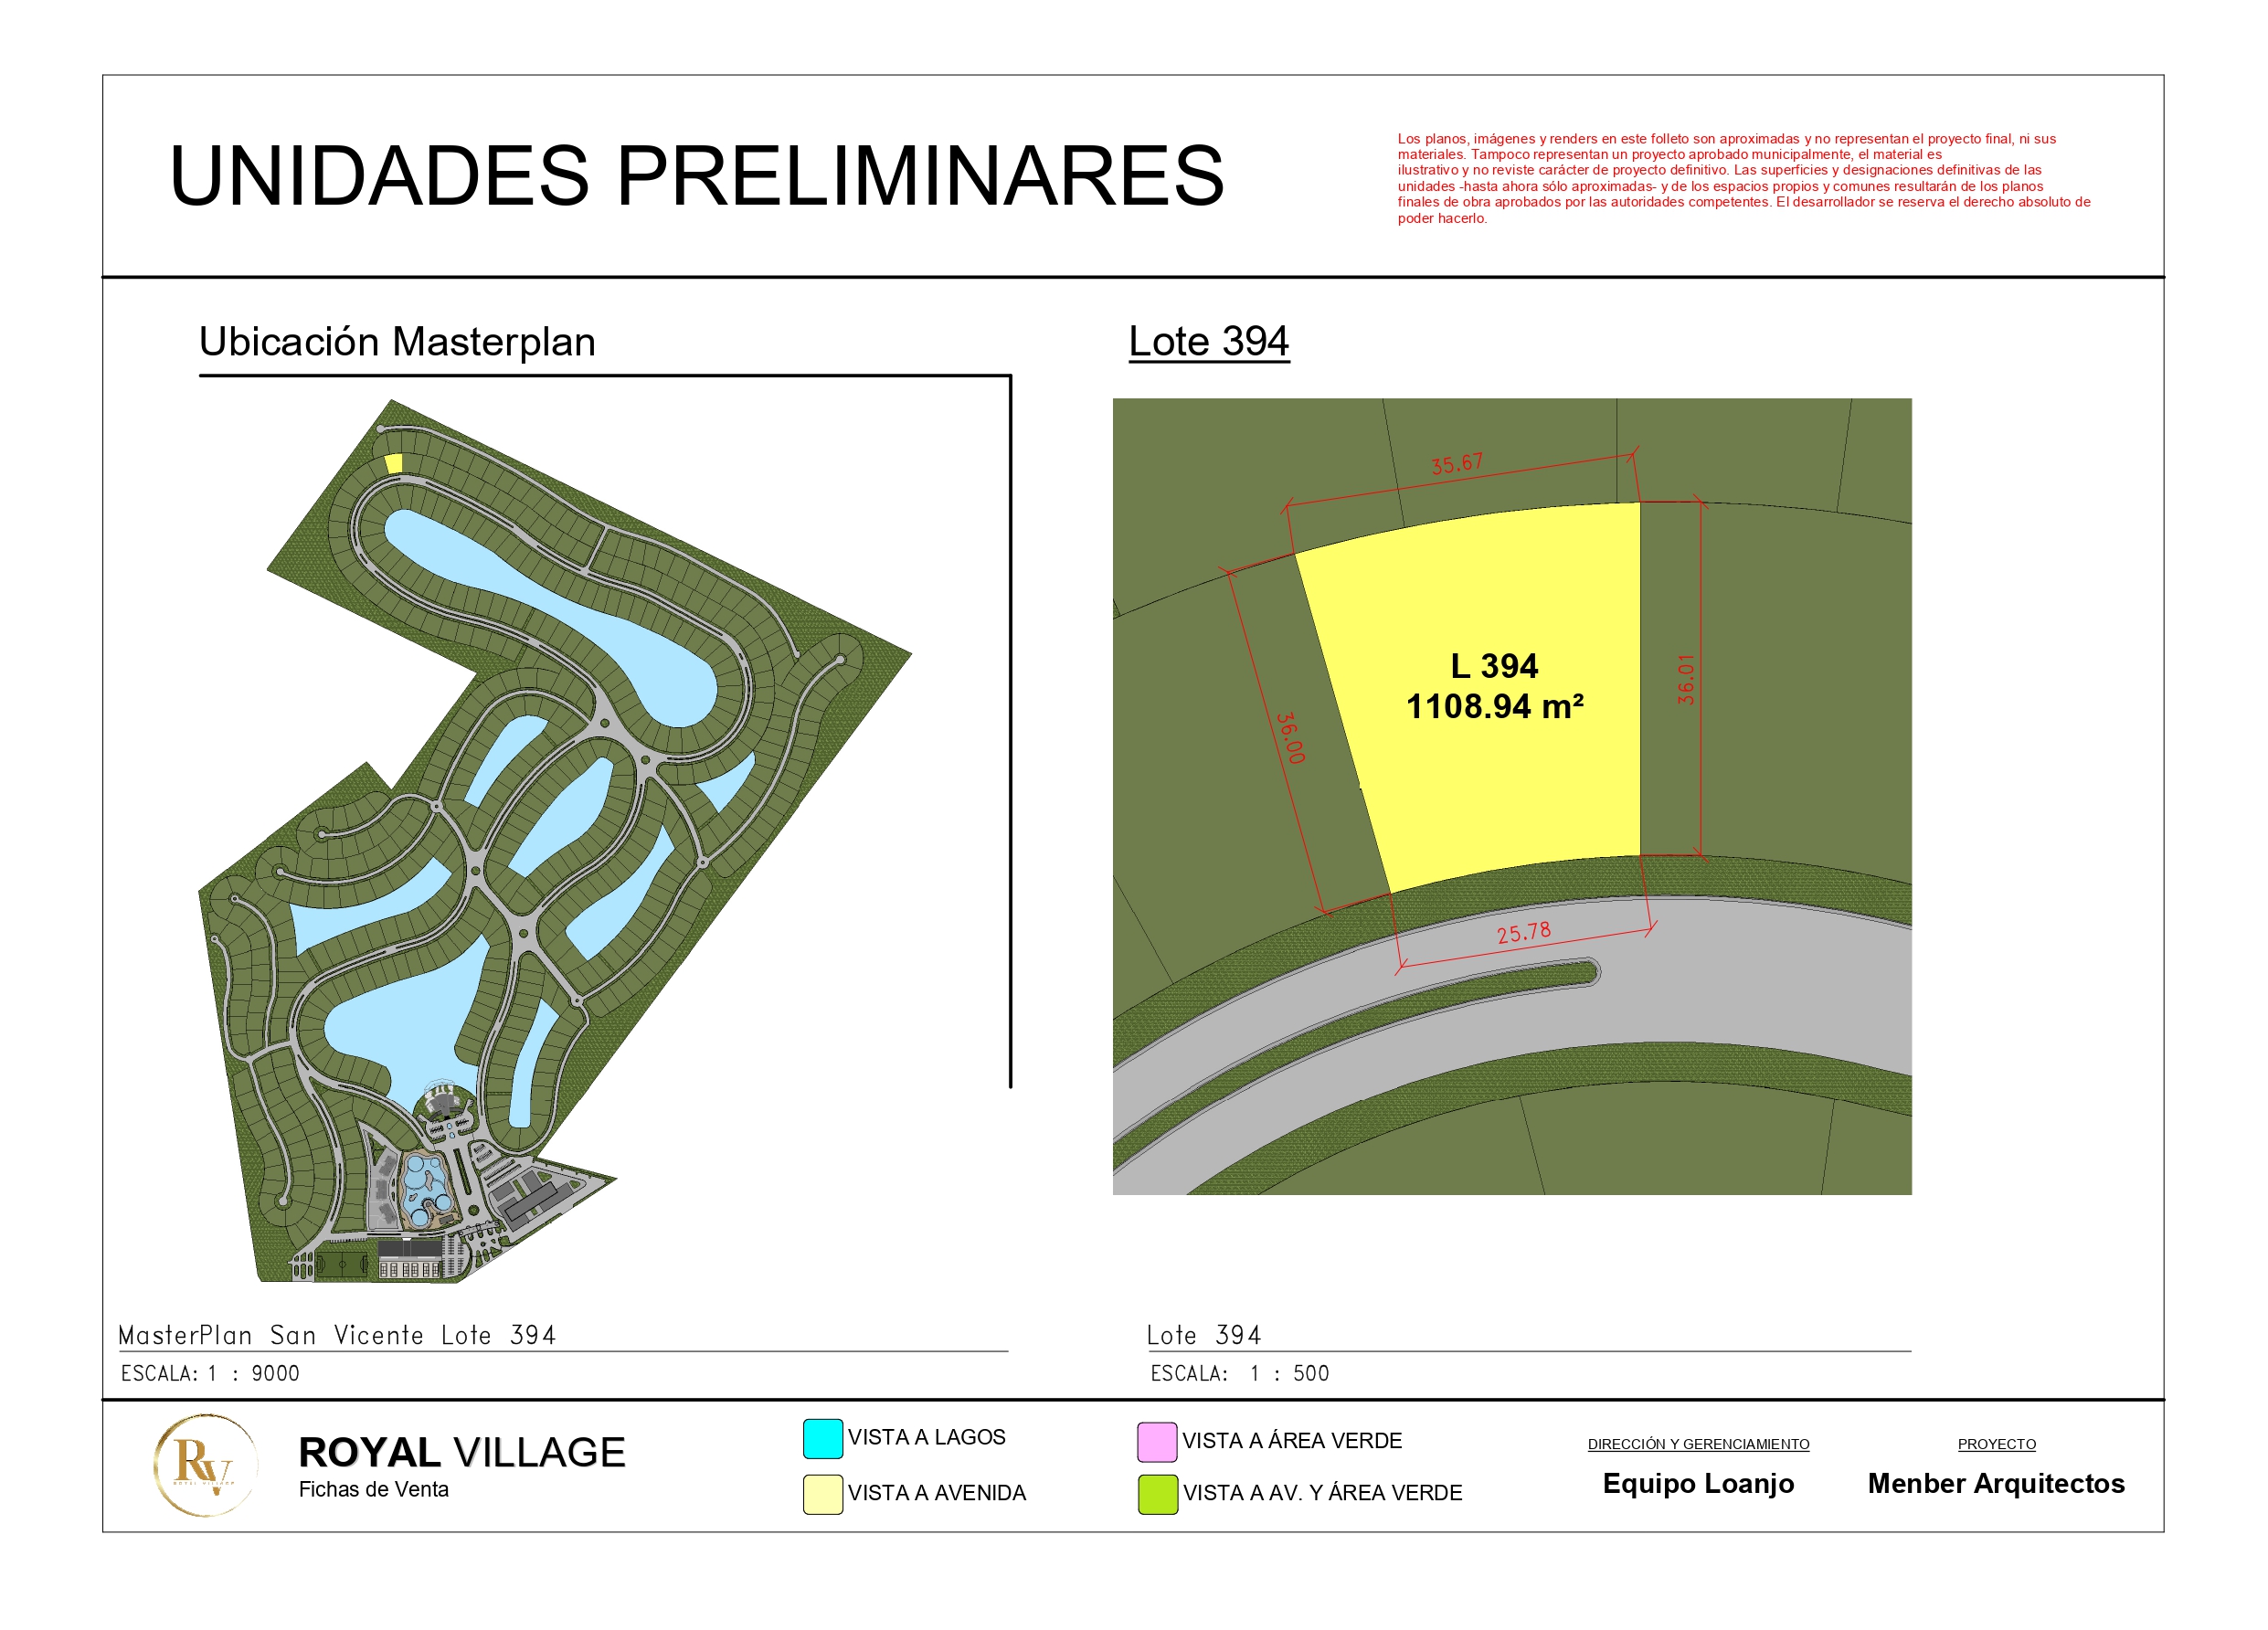 UNIDADES PRELIMINARES
Los planos, imágenes y renders en este folleto son aproximadas y no representan el proyecto final, ni sus
materiales. Tampoco representan un proyecto aprobado municipalmente, el material es
ilustrativo y no reviste carácter de proyecto definitivo. Las superficies y designaciones definitivas de las
unidades -hasta ahora sólo aproximadas- y de los espacios propios y comunes resultarán de los planos
finales de obra aprobados por las autoridades competentes. El desarrollador se reserva el derecho absoluto de
poder hacerlo.
Ubicación Masterplan
Lote 394
35.67
L 394
1108.94 m²
36.01
36.00
25.78
MasterPlan San Vicente Lote 394
ESCALA: 1 : 9000
Lote 394
ESCALA: 1 : 500
RV
ROYAL VILLAGE
ROYAL VILLAGE
Fichas de Venta
VISTA A LAGOS
VISTA A AVENIDA
VISTA A ÁREA VERDE
VISTA A AV. Y ÁREA VERDE
DIRECCIÓN Y GERENCIAMIENTO
Equipo Loanjo
PROYECTO
Menber Arquitectos